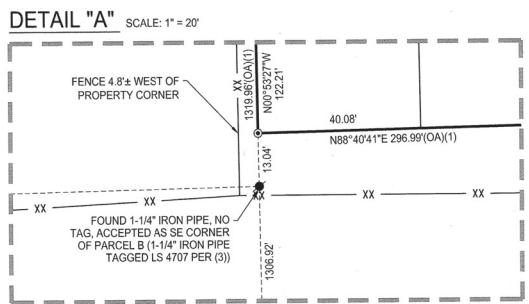 DETAIL "A" SCALE: 1" = 20'
FENCE 4.8'± WEST OF
PROPERTY CORNER
XX
1319.96'(OA)(1)
N00°53'27"W
122.21'
40.08'
N88°40'41"E 296.99'(OA)(1)
13.04'
XX
XX
XX
XX
XX
FOUND 1-1/4" IRON PIPE, NO
TAG, ACCEPTED AS SE CORNER
OF PARCEL B (1-1/4" IRON PIPE
TAGGED LS 4707 PER (3))
1306.92'